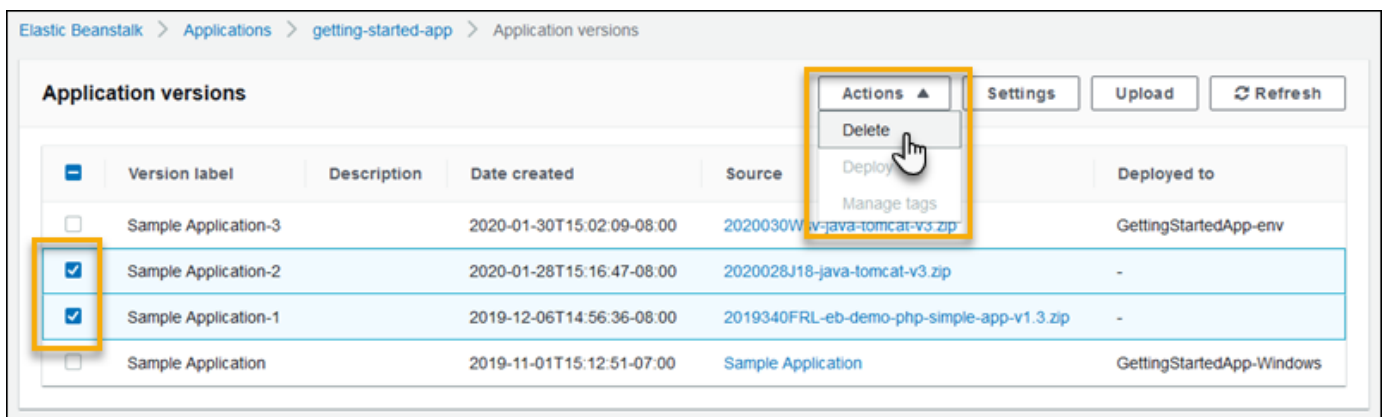 Elastic Beanstalk > Applications > getting-started-app > Application versions
Application versions
Actions ▲ Settings Upload Refresh
Delete
Deploy
Manage tags
Version label Description Date created Source Deployed to
Sample Application-3 2020-01-30T15:02:09-08:00 -java-tomcat-v3.zip GettingStartedApp-env
Sample Application-2 2020-01-28T15:16:47-08:00 2020028J18-java-tomcat-v3.zip -
Sample Application-1 2019-12-06T14:56:36-08:00 2019340FRL-eb-demo-php-simple-app-v1.3.zip -
Sample Application 2019-11-01T15:12:51-07:00 Sample Application GettingStartedApp-Windows